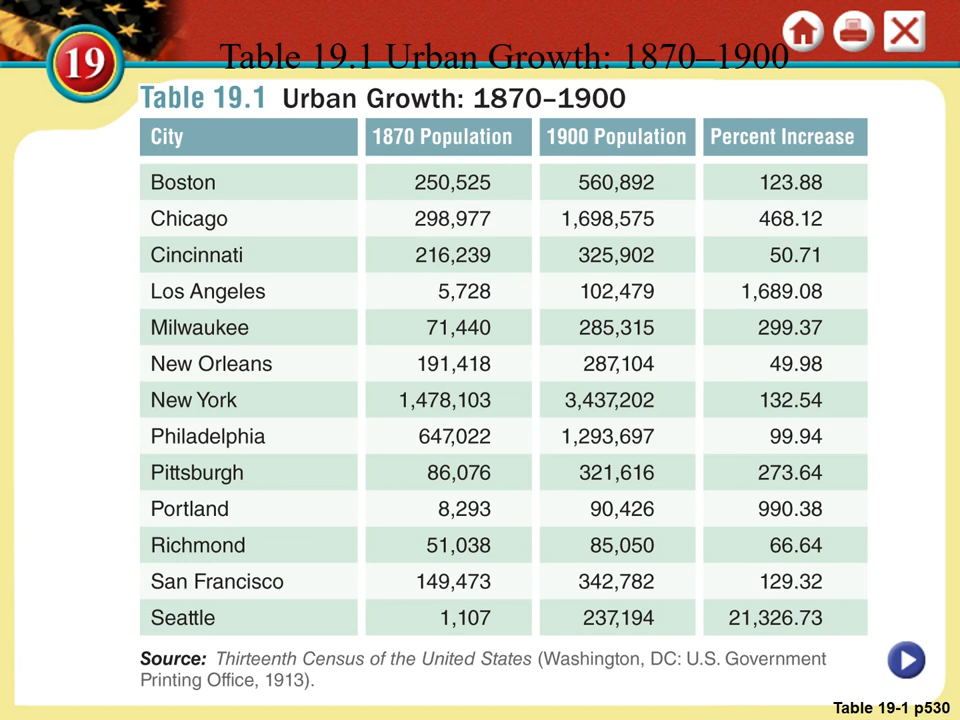 Table 19.1 Urban Growth: 1870–1900
19
Table 19.1 Urban Growth: 1870–1900
City 1870 Population 1900 Population Percent Increase
Boston 250,525 560,892 123.88
Chicago 298,977 1,698,575 468.12
Cincinnati 216,239 325,902 50.71
Los Angeles 5,728 102,479 1,689.08
Milwaukee 71,440 285,315 299.37
New Orleans 191,418 287,104 49.98
New York 1,478,103 3,437,202 132.54
Philadelphia 647,022 1,293,697 99.94
Pittsburgh 86,076 321,616 273.64
Portland 8,293 90,426 990.38
Richmond 51,038 85,050 66.64
San Francisco 149,473 342,782 129.32
Seattle 1,107 237,194 21,326.73
Source: Thirteenth Census of the United States (Washington, DC: U.S. Government
Printing Office, 1913).
Table 19-1 p530